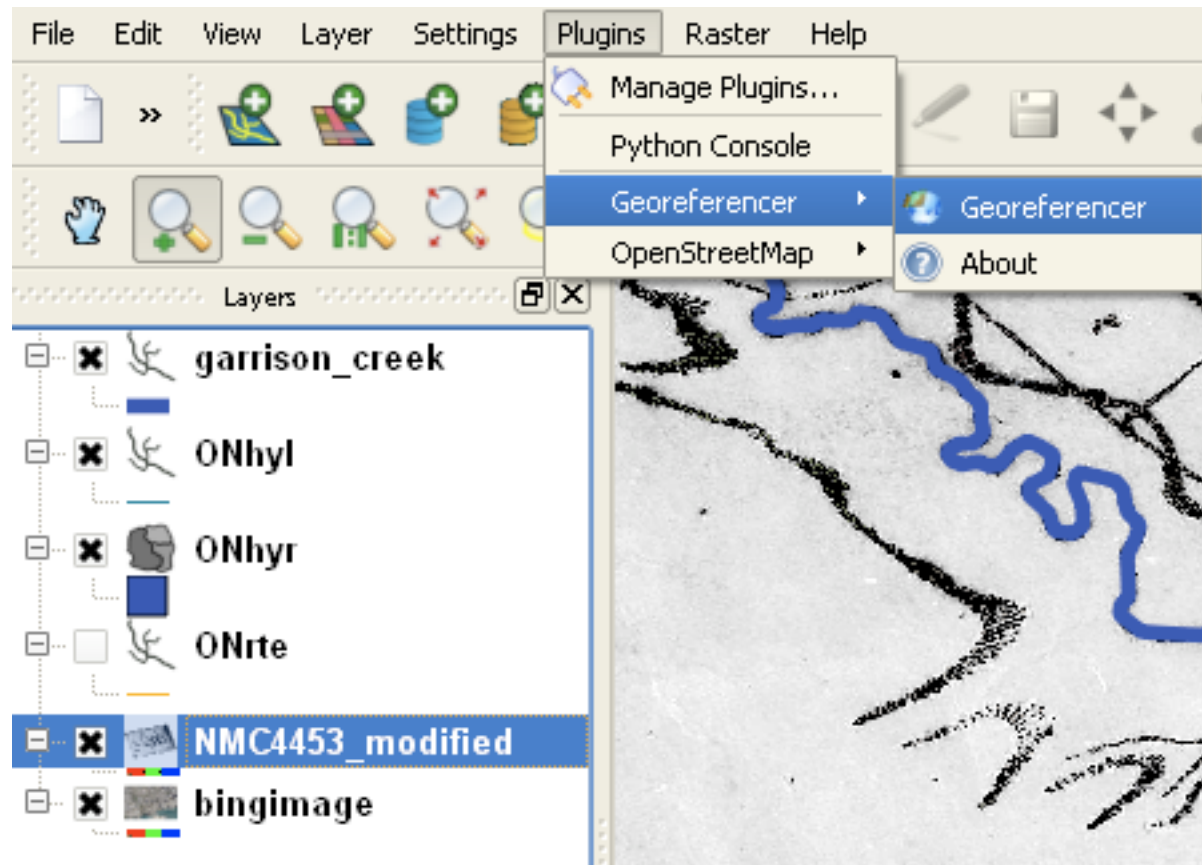 File Edit View Layer Settings Plugins Raster Help
Manage Plugins...
Python Console
Georeferencer
OpenStreetMap
Georeferencer
About
Layers
garrison_creek
ONhyl
ONhyr
ONrte
NMC4453_modified
bingimage